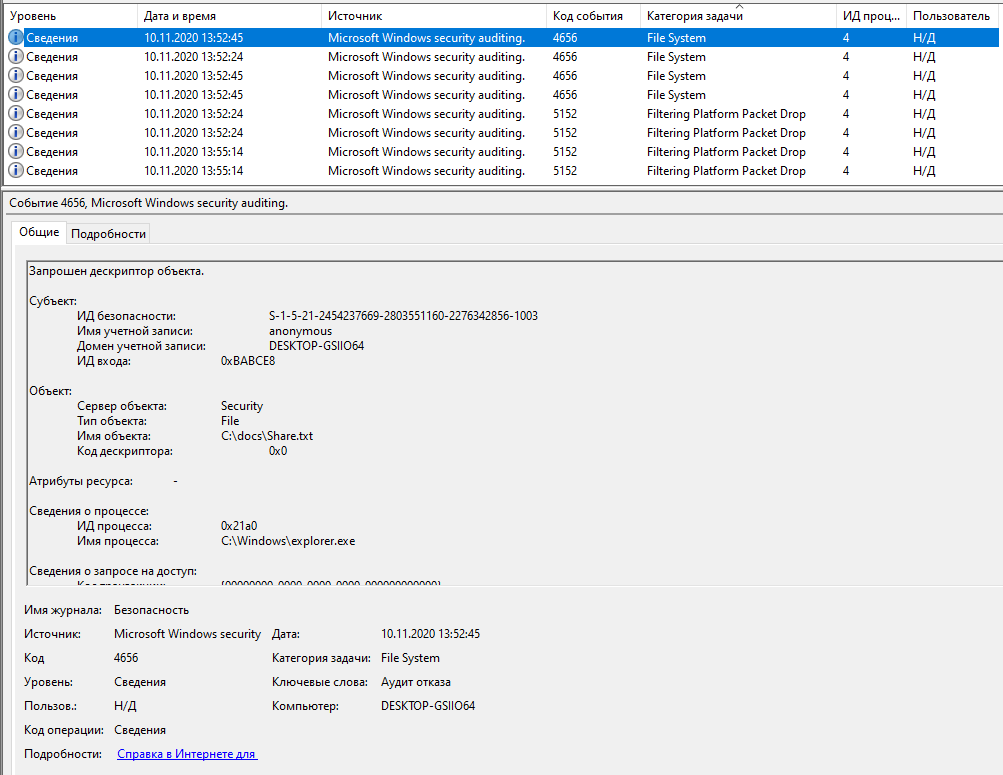 Уровень Дата и время Источник Код события Категория задачи ИД проц... Пользователь
Сведения 10.11.2020 13:52:45 Microsoft Windows security auditing. 4656 File System 4 Н/Д
Сведения 10.11.2020 13:52:24 Microsoft Windows security auditing. 4656 File System 4 Н/Д
Сведения 10.11.2020 13:52:45 Microsoft Windows security auditing. 4656 File System 4 Н/Д
Сведения 10.11.2020 13:52:45 Microsoft Windows security auditing. 4656 File System 4 Н/Д
Сведения 10.11.2020 13:52:24 Microsoft Windows security auditing. 5152 Filtering Platform Packet Drop 4 Н/Д
Сведения 10.11.2020 13:52:24 Microsoft Windows security auditing. 5152 Filtering Platform Packet Drop 4 Н/Д
Сведения 10.11.2020 13:55:14 Microsoft Windows security auditing. 5152 Filtering Platform Packet Drop 4 Н/Д
Сведения 10.11.2020 13:55:14 Microsoft Windows security auditing. 5152 Filtering Platform Packet Drop 4 Н/Д
Событие 4656, Microsoft Windows security auditing.
Общие Подробности
Запрошен дескриптор объекта.
Субъект:
ИД безопасности: S-1-5-21-2454237669-2803551160-2276342856-1003
Имя учетной записи: anonymous
Домен учетной записи: DESKTOP-GSIIO64
ИД входа: 0xBABCE8
Объект:
Сервер объекта: Security
Тип объекта: File
Имя объекта: C:\docs\Share.txt
Код дескриптора: 0x0
Атрибуты ресурса: -
Сведения о процессе:
ИД процесса: 0x21a0
Имя процесса: C:\Windows\explorer.exe
Сведения о запросе на доступ:
Имя журнала: Безопасность
Источник: Microsoft Windows security Дата: 10.11.2020 13:52:45
Код 4656 Категория задачи: File System
Уровень: Сведения Ключевые слова: Аудит отказа
Пользов.: Н/Д Компьютер: DESKTOP-GSIIO64
Код операции: Сведения
Подробности: Справка в Интернете для